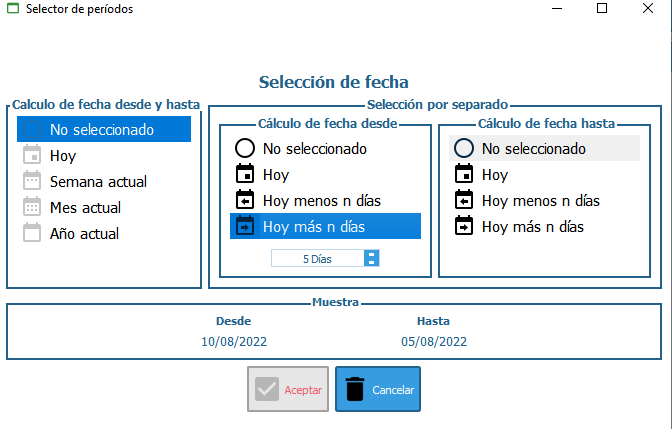 Selector de períodos
Selección de fecha
Calculo de fecha desde y hasta
No seleccionado
Hoy
Semana actual
Mes actual
Año actual
Selección por separado
Cálculo de fecha desde
No seleccionado
Hoy
Hoy menos n días
Hoy más n días
5 Días
Cálculo de fecha hasta
No seleccionado
Hoy
Hoy menos n días
Hoy más n días
Muestra
Desde
Hasta
10/08/2022
05/08/2022
Aceptar
Cancelar